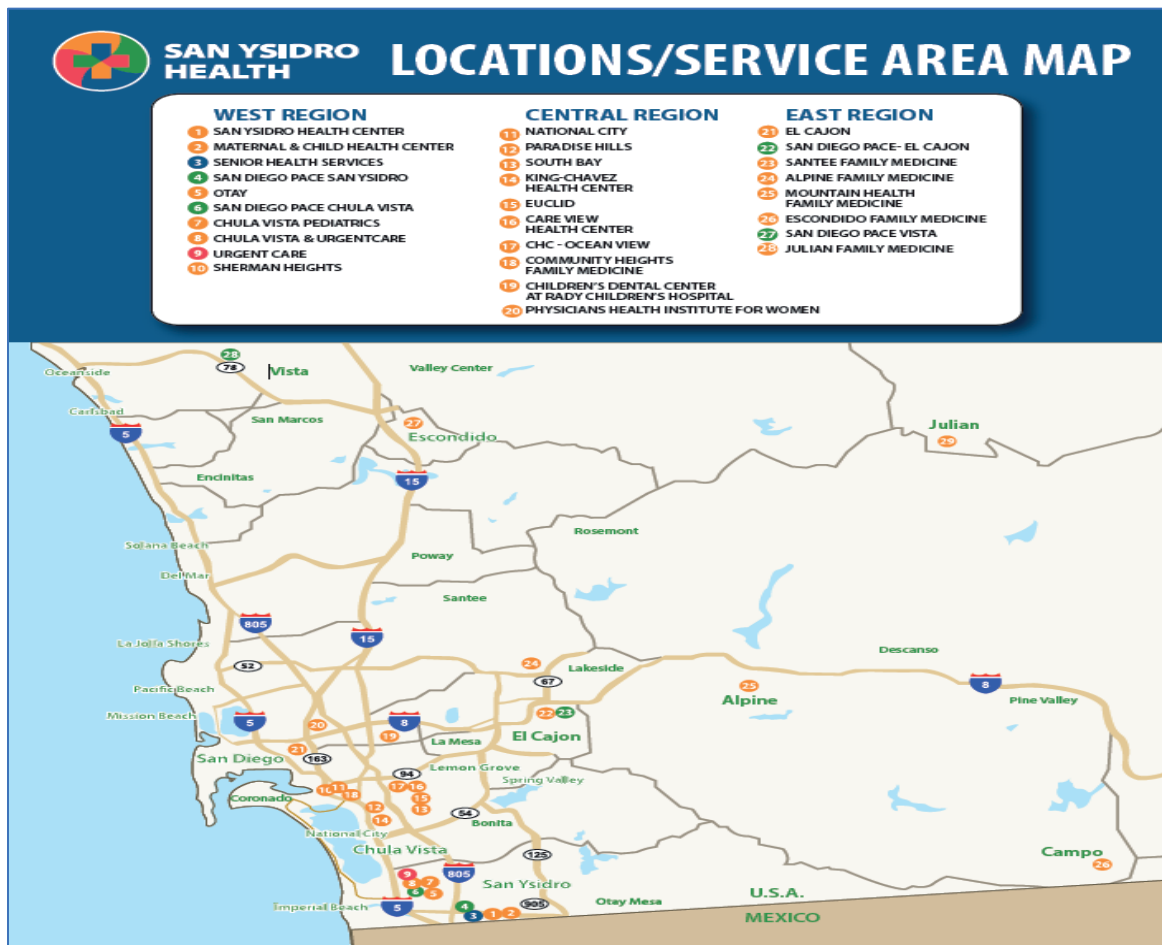 SAN YSIDRO
HEALTH
LOCATIONS/SERVICE AREA MAP
WEST REGION
1 SAN YSIDRO HEALTH CENTER
2 MATERNAL & CHILD HEALTH CENTER
3 SENIOR HEALTH SERVICES
4 SAN DIEGO PACE SAN YSIDRO
5 OTAY
6 SAN DIEGO PACE CHULA VISTA
7 CHULA VISTA PEDIATRICS
8 CHULA VISTA & URGENTCARE
9 URGENT CARE
10 SHERMAN HEIGHTS
CENTRAL REGION
11 NATIONAL CITY
12 PARADISE HILLS
13 SOUTH BAY
14 KING-CHAVEZ
HEALTH CENTER
15 EUCLID
16 CARE VIEW
HEALTH CENTER
17 CHC - OCEAN VIEW
18 COMMUNITY HEIGHTS
FAMILY MEDICINE
19 CHILDREN'S DENTAL CENTER
AT RADY CHILDREN'S HOSPITAL
20 PHYSICIANS HEALTH INSTITUTE FOR WOMEN
EAST REGION
21 EL CAJON
22 SAN DIEGO PACE- EL CAJON
23 SANTEE FAMILY MEDICINE
24 ALPINE FAMILY MEDICINE
25 MOUNTAIN HEALTH
FAMILY MEDICINE
26 ESCONDIDO FAMILY MEDICINE
27 SAN DIEGO PACE VISTA
28 JULIAN FAMILY MEDICINE
28
78
Oceanside
Vista
Valley Center
Carlsbad
San Marcos
5
27
Escondido
Julian
29
Encinitas
15
Solana Beach
Rosemont
Del Mar
Poway
Santee
805
15
La Jolla Shores
52
24
Lakeside
67
Descanso
8
Pacific Beach
25
Alpine
Pine Valley
Mission Beach
5
20
8
22 23
19
La Mesa
El Cajon
21
San Diego
163
94
Lemon Grove
Spring Valley
10 11
18
17 16
15
Coronado
12
13
14
54
Bonita
National City
Chula Vista
125
Campo
26
9
805
8 7
6 5
San Ysidro
U.S.A.
Imperial Beach
5
4
3 1 2
905
Otay Mesa
MEXICO